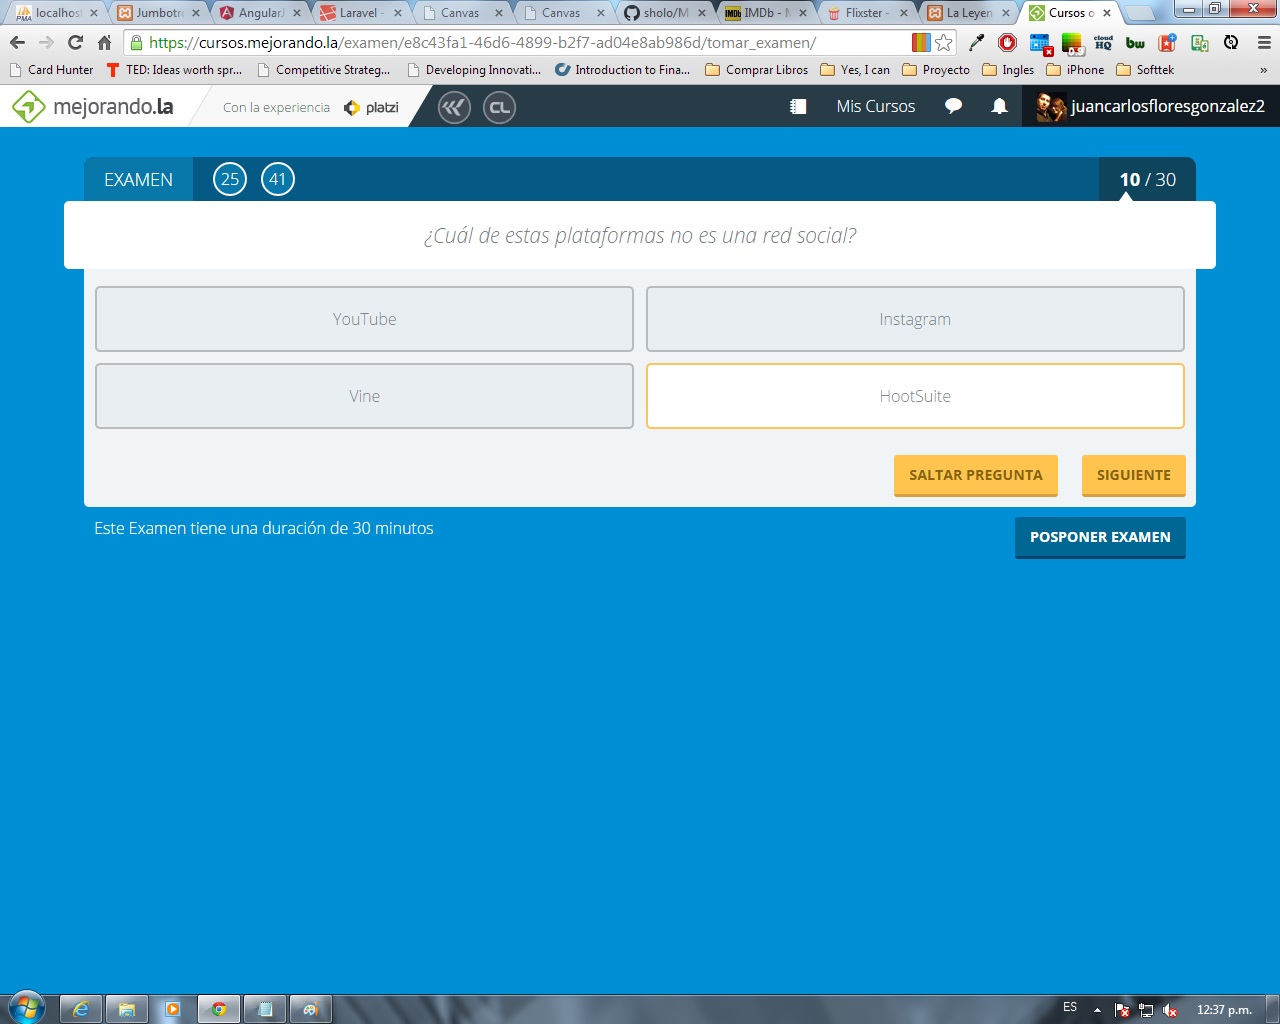 localhos
Jumbotr
AngularJ
Laravel -
Canvas
Canvas
sholo/M
IMDb - M
Flixster -
La Leyen
Cursos o
https://cursos.mejorando.la/examen/e8c43fa1-46d6-4899-b2f7-ad04e8ab986d/tomar_examen/
Card Hunter
TED: Ideas worth spr...
Competitive Strateg...
Developing Innovati...
Introduction to Fina...
Comprar Libros
Yes, I can
Proyecto
Ingles
iPhone
Softtek
»
mejorando.la
Con la experiencia
platzi
CL
Mis Cursos
juancarlosfloresgonzalez2
EXAMEN
25
41
10 / 30
¿Cuál de estas plataformas no es una red social?
YouTube
Instagram
Vine
HootSuite
SALTAR PREGUNTA
SIGUIENTE
Este Examen tiene una duración de 30 minutos
POSPONER EXAMEN
ES
12:37 p.m.